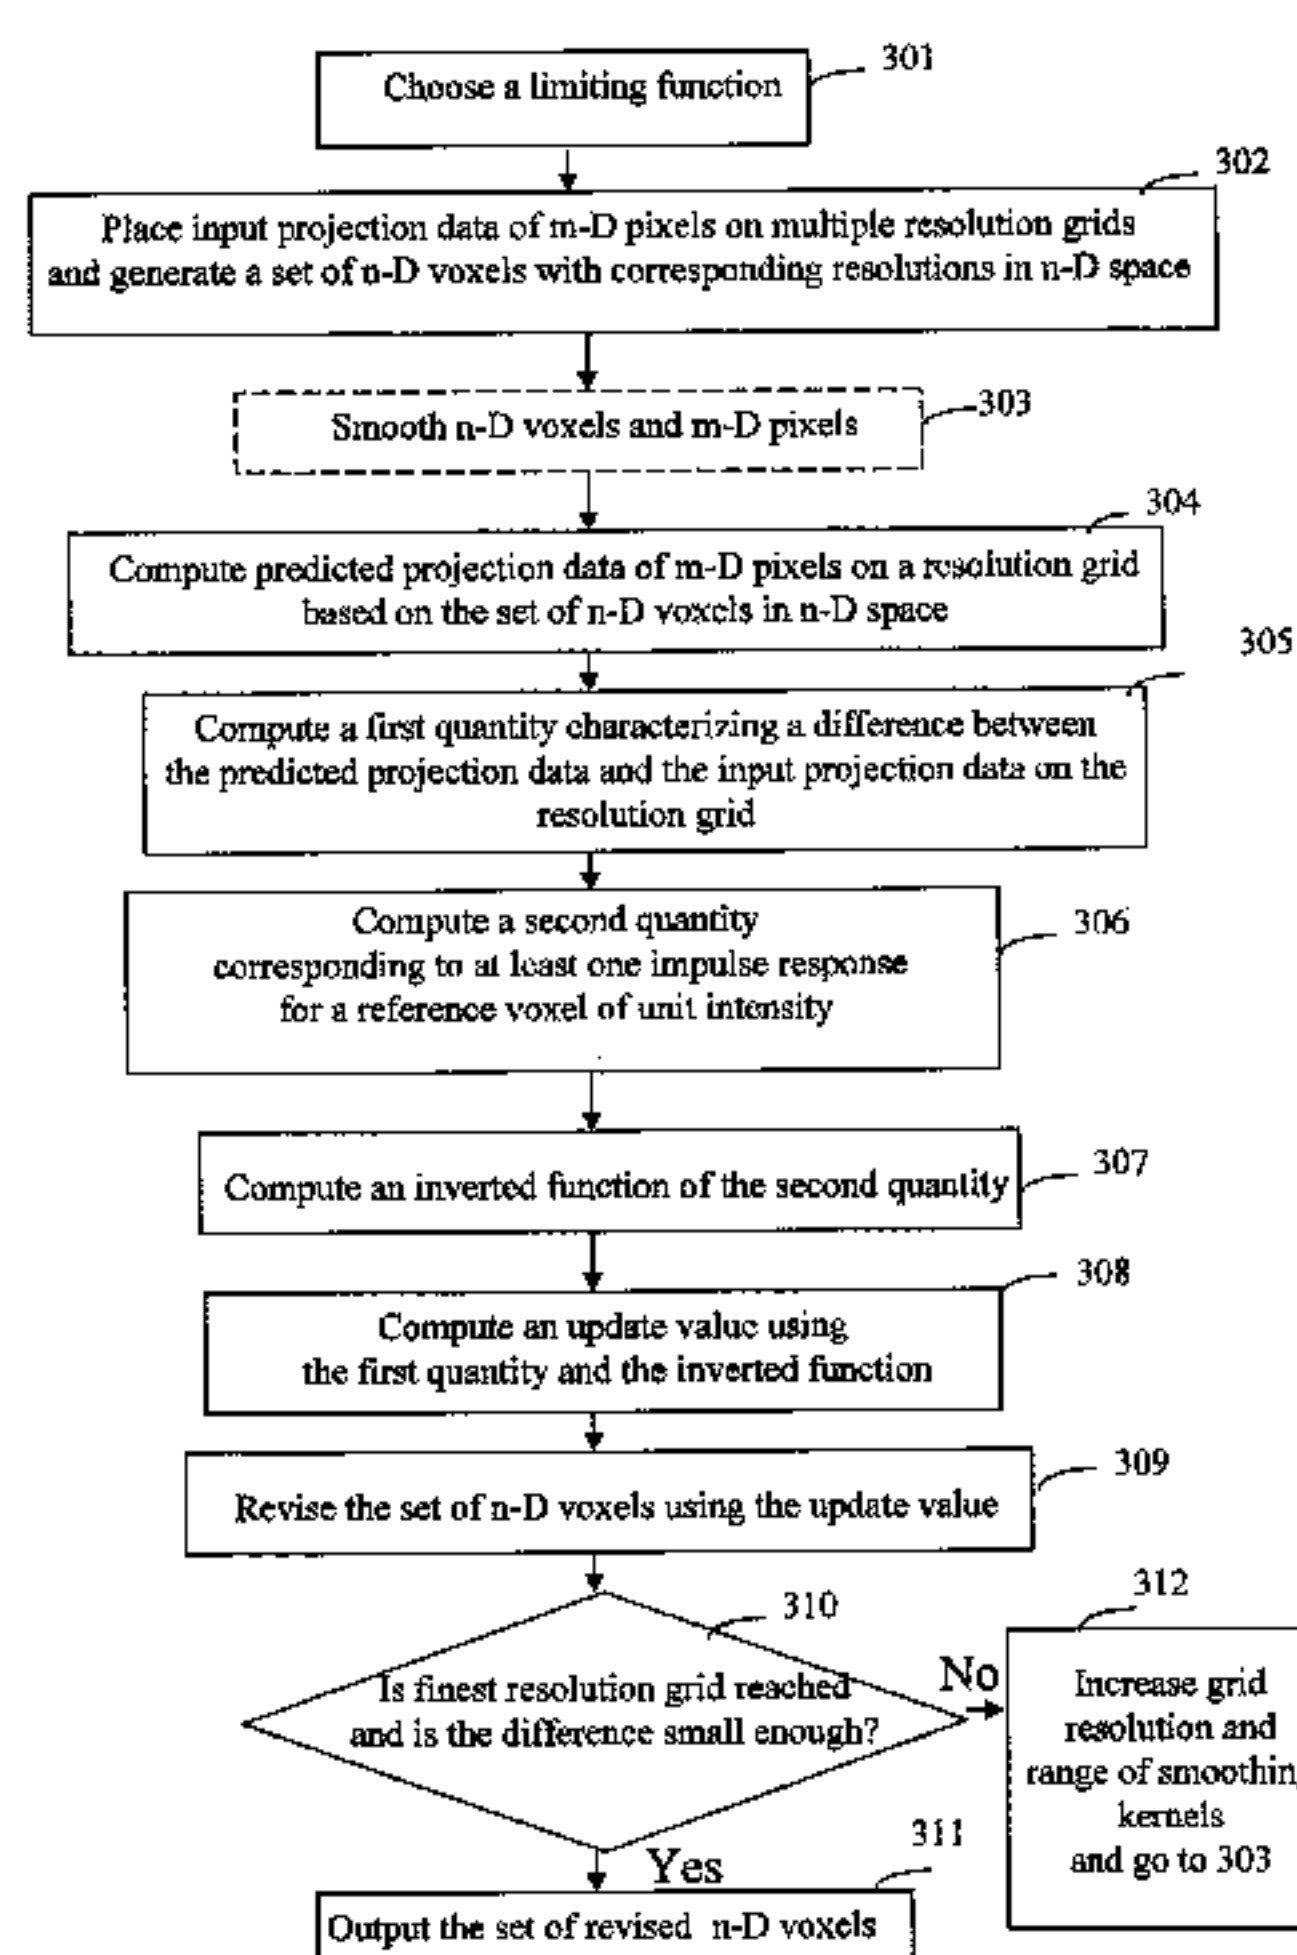 301
Choose a limiting function
302
Place input projection data of m-D pixels on multiple resolution grids
and generate a set of n-D voxels with corresponding resolutions in n-D space
303
Smooth n-D voxels and m-D pixels
304
Compute predicted projection data of m-D pixels on a resolution grid
based on the set of n-D voxels in n-D space
305
Compute a first quantity characterizing a difference between
the predicted projection data and the input projection data on the
resolution grid
306
Compute a second quantity
corresponding to at least one impulse response
for a reference voxel of unit intensity
307
Compute an inverted function of the second quantity
308
Compute an update value using
the first quantity and the inverted function
309
Revise the set of n-D voxels using the update value
310
Is finest resolution grid reached
and is the difference small enough?
No
312
Increase grid
resolution and
range of smoothin
kernels
and go to 303
Yes
311
Output the set of revised n-D voxels